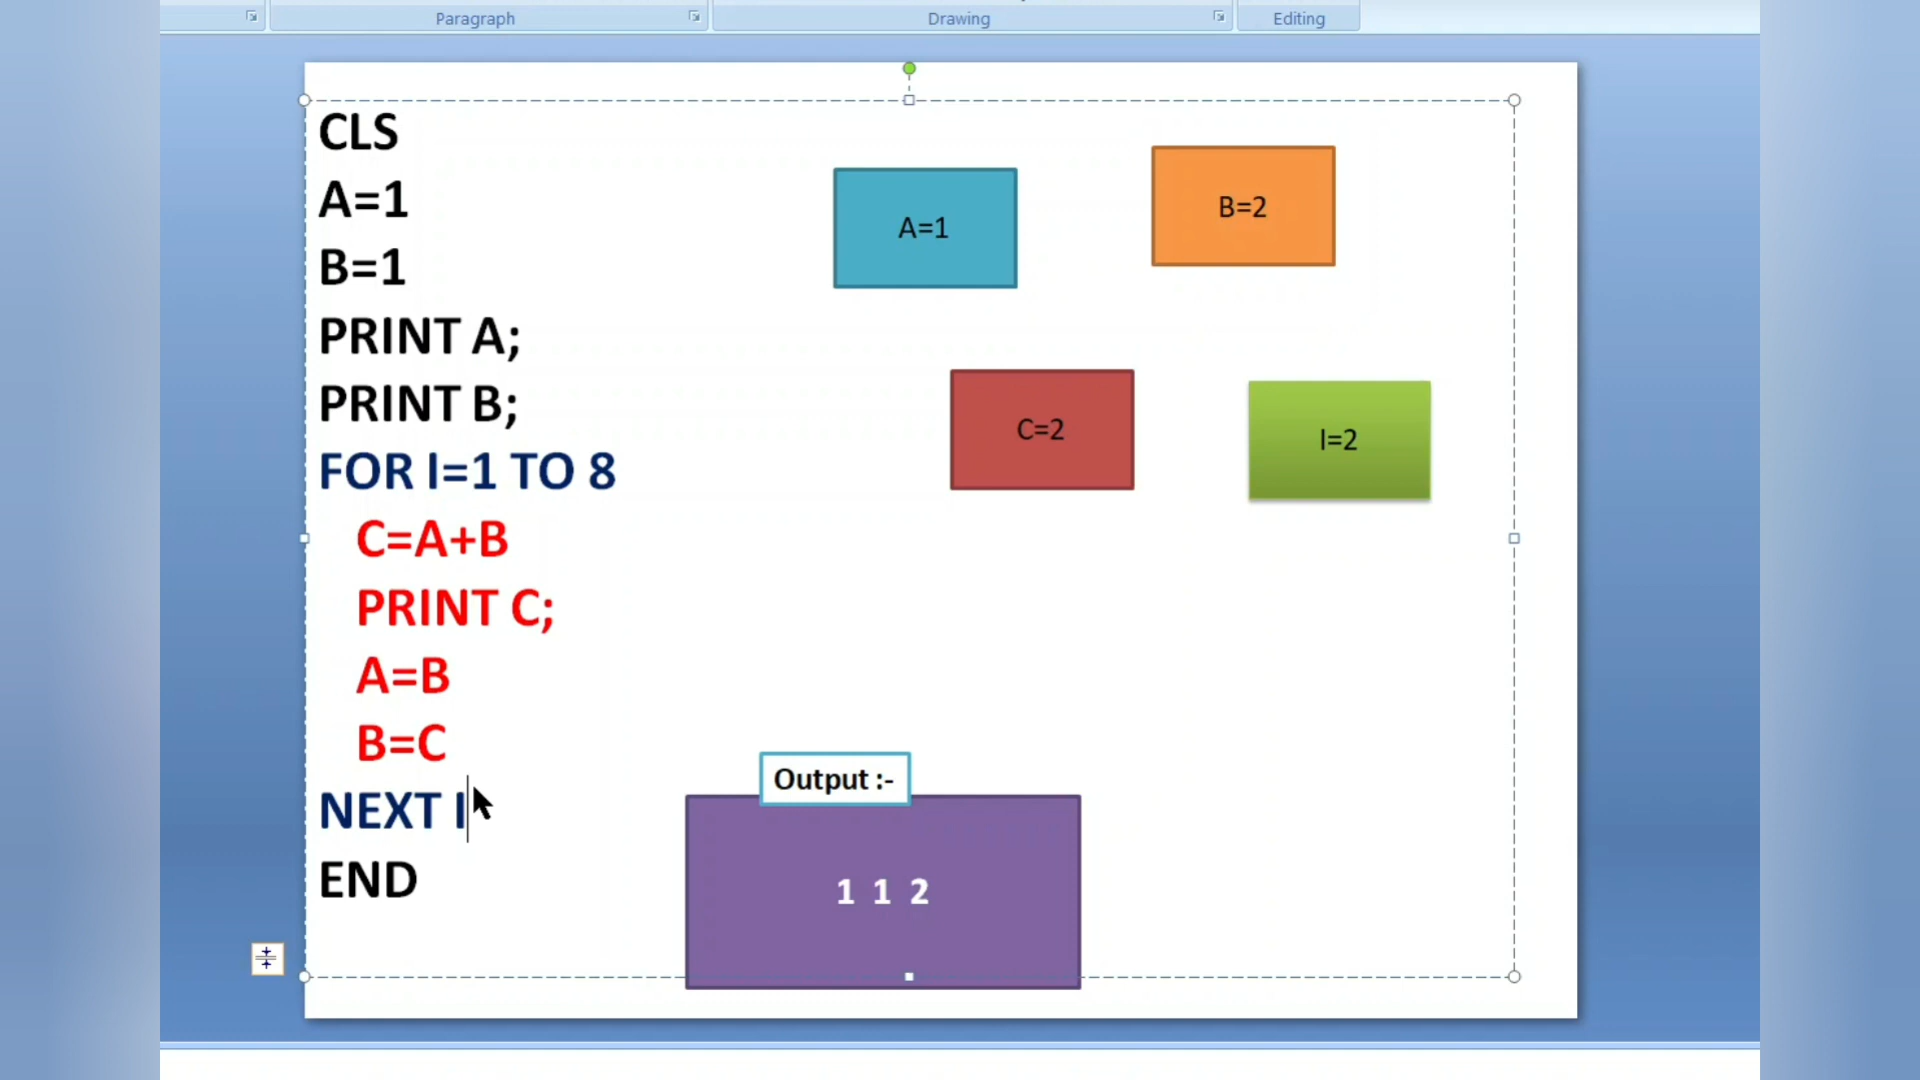 Paragraph
Drawing
Editing
CLS
A=1
B=1
PRINT A;
PRINT B;
FOR I=1 TO 8
C=A+B
PRINT C;
A=B
B=C
NEXT I
END
A=1
B=2
C=2
I=2
Output :-
1 1 2